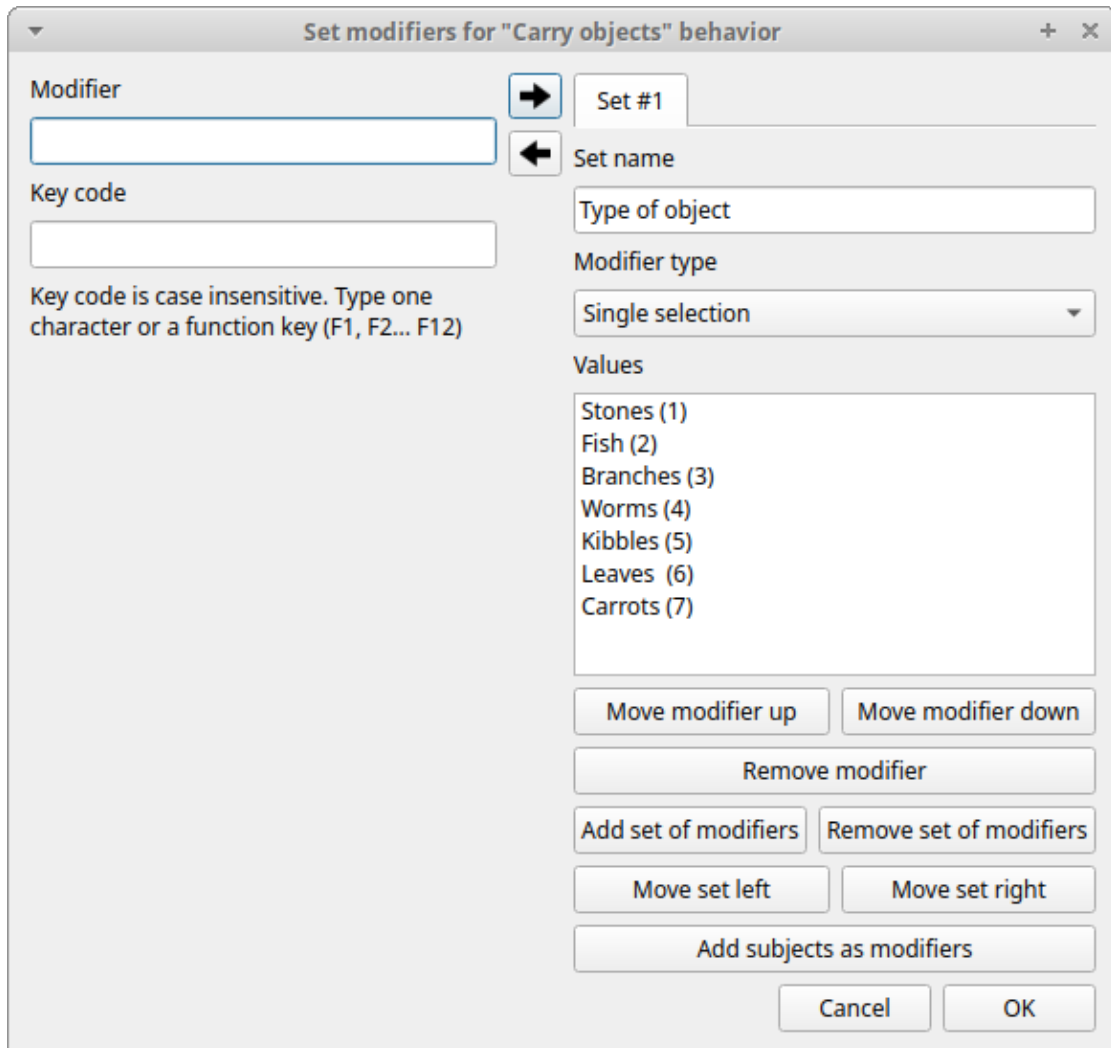 Set modifiers for "Carry objects" behavior
Modifier
Key code
Key code is case insensitive. Type one
character or a function key (F1, F2... F12)
Set #1
Set name
Type of object
Modifier type
Single selection
Values
Stones (1)
Fish (2)
Branches (3)
Worms (4)
Kibbles (5)
Leaves  (6)
Carrots (7)
Move modifier up
Move modifier down
Remove modifier
Add set of modifiers
Remove set of modifiers
Move set left
Move set right
Add subjects as modifiers
Cancel
OK